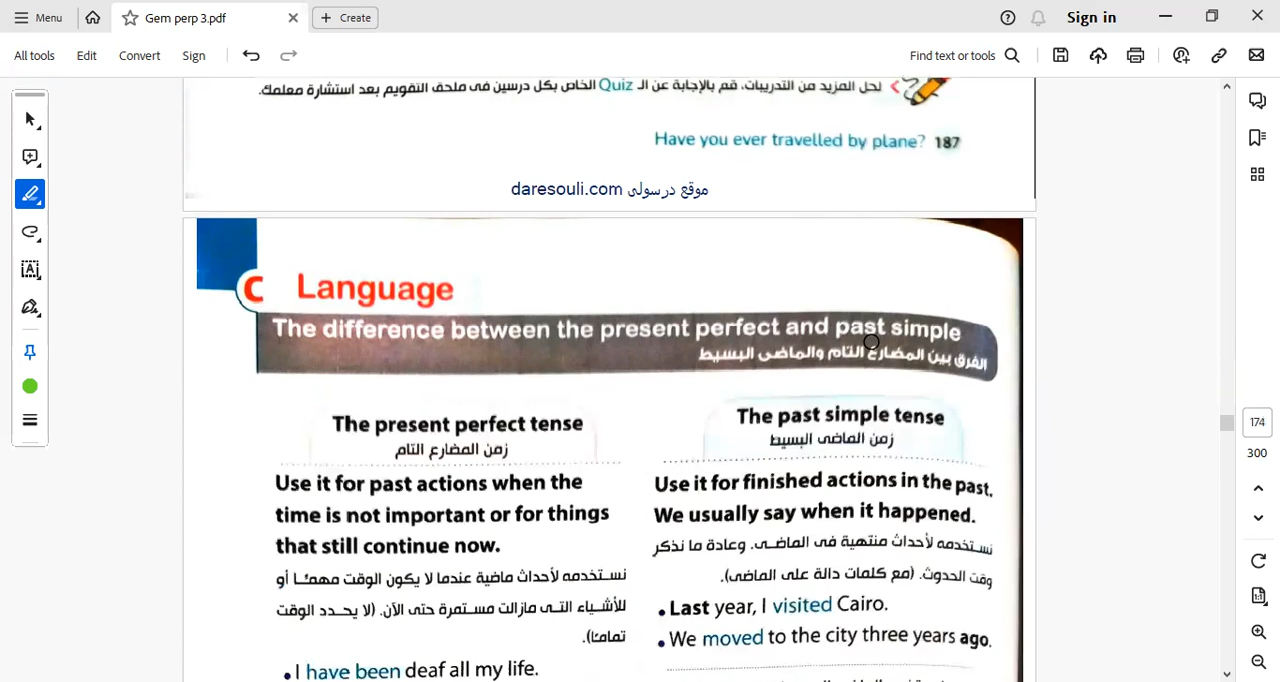 Menu
Gem perp 3.pdf
Create
Sign in
All tools
Edit
Convert
Sign
Find text or tools
لحل المزيد من التدريبات، قم بالإجابة عن الـ Quiz الخاص بكل درسين فى ملحق التقويم بعد استشارة معلمك.
Have you ever travelled by plane? 187
موقع درسولى daresouli.com
C Language
The difference between the present perfect and past simple
الفرق بين المضارع التام والماضى البسيط
The present perfect tense
زمن المضارع التام
Use it for past actions when the
time is not important or for things
that still continue now.
نستخدمه لأحداث ماضية عندما لا يكون الوقت مهمًا أو
للأشياء التى مازالت مستمرة حتى الآن. (لا يحدد الوقت
تمامًا).
• I have been deaf all my life.
The past simple tense
زمن الماضى البسيط
Use it for finished actions in the past.
We usually say when it happened.
نستخدمه لأحداث منتهية فى الماضى. وعادة ما نذكر
وقت الحدوث. (مع كلمات دالة على الماضى).
• Last year, I visited Cairo.
• We moved to the city three years ago.
174
300